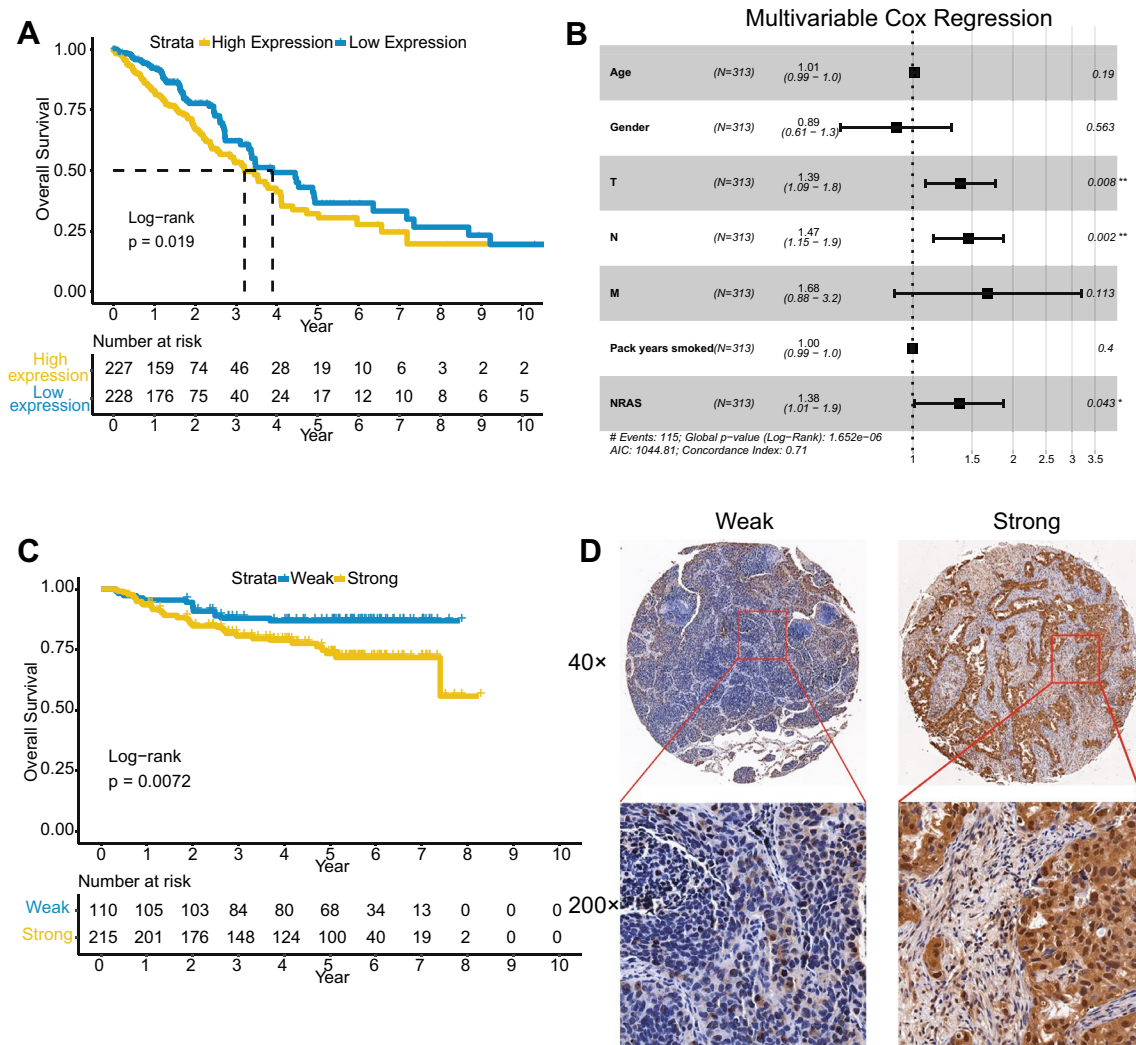 A
Strata High Expression Low Expression
Overall Survival
1.00
0.75
0.50
0.25
0.00
Log−rank
p = 0.019
0 1 2 3 4 5 6 7 8 9 10
Year
Number at risk
High expression 227 159 74 46 28 19 10 6 3 2 2
Low expression 228 176 75 40 24 17 12 10 8 6 5
0 1 2 3 4 5 6 7 8 9 10
Year
B
Multivariable Cox Regression
Age (N=313) 1.01 (0.99 − 1.0) 0.19
Gender (N=313) 0.89 (0.61 − 1.3) 0.563
T (N=313) 1.39 (1.09 − 1.8) 0.008 **
N (N=313) 1.47 (1.15 − 1.9) 0.002 **
M (N=313) 1.68 (0.88 − 3.2) 0.113
Pack years smoked (N=313) 1.00 (0.99 − 1.0) 0.4
NRAS (N=313) 1.38 (1.01 − 1.9) 0.043 *
# Events: 115; Global p−value (Log−Rank): 1.652e−06
AIC: 1044.81; Concordance Index: 0.71
1 1.5 2 2.5 3 3.5
C
Strata Weak Strong
Overall Survival
1.00
0.75
0.50
0.25
0.00
Log−rank
p = 0.0072
0 1 2 3 4 5 6 7 8 9 10
Year
Number at risk
Weak 110 105 103 84 80 68 34 13 0 0 0
Strong 215 201 176 148 124 100 40 19 2 0 0
0 1 2 3 4 5 6 7 8 9 10
Year
D
Weak Strong
40×
200×